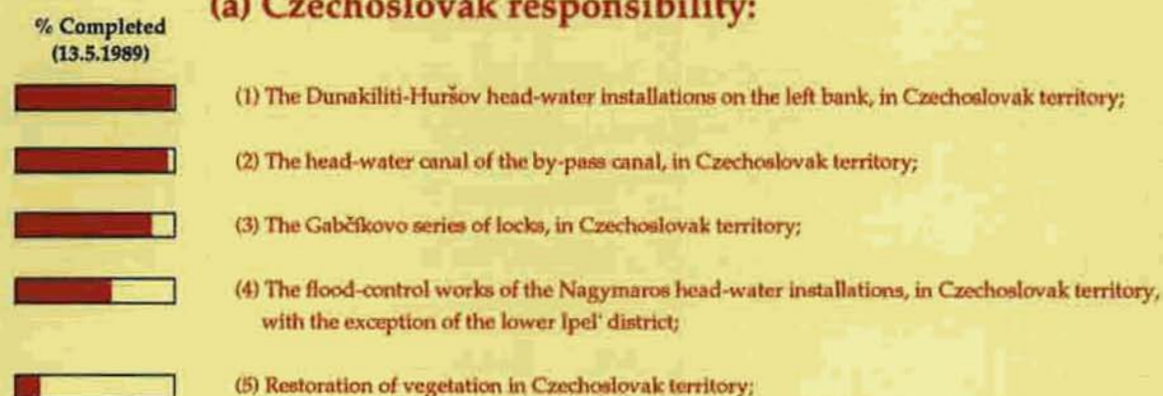 (a) Czechoslovak responsibility:
% Completed
(13.5.1989)
(1) The Dunakiliti-Huršov head-water installations on the left bank, in Czechoslovak territory;
(2) The head-water canal of the by-pass canal, in Czechoslovak territory;
(3) The Gabčíkovo series of locks, in Czechoslovak territory;
(4) The flood-control works of the Nagymaros head-water installations, in Czechoslovak territory,
with the exception of the lower Ipel' district;
(5) Restoration of vegetation in Czechoslovak territory;